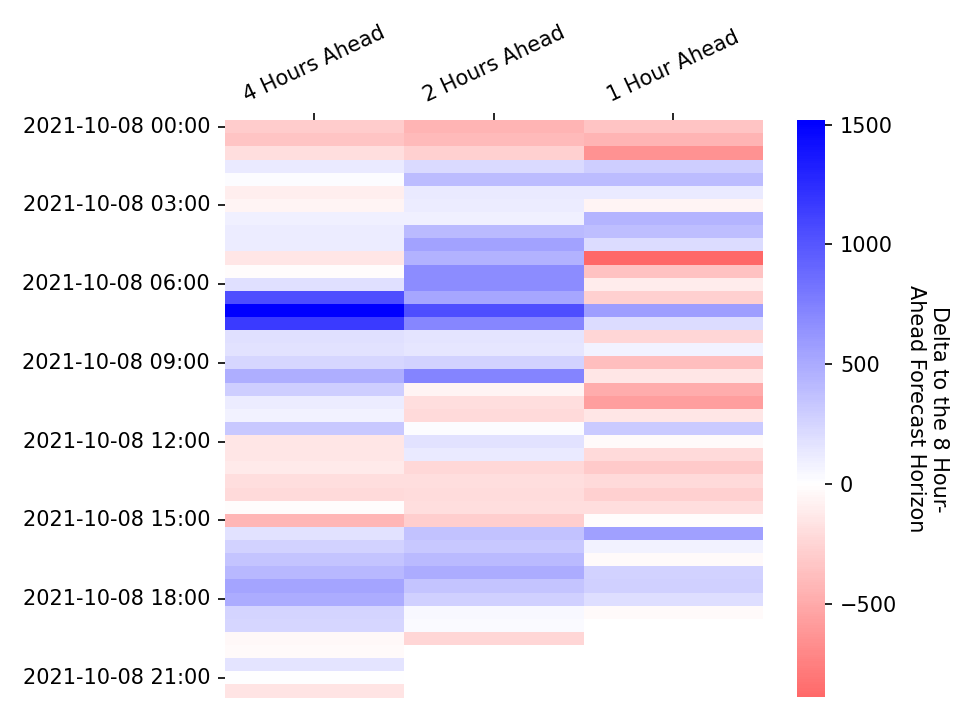 4 Hours Ahead
2 Hours Ahead
1 Hour Ahead
2021-10-08 00:00
2021-10-08 03:00
2021-10-08 06:00
2021-10-08 09:00
2021-10-08 12:00
2021-10-08 15:00
2021-10-08 18:00
2021-10-08 21:00
1500
1000
500
0
−500
Delta to the 8 Hour-
Ahead Forecast Horizon